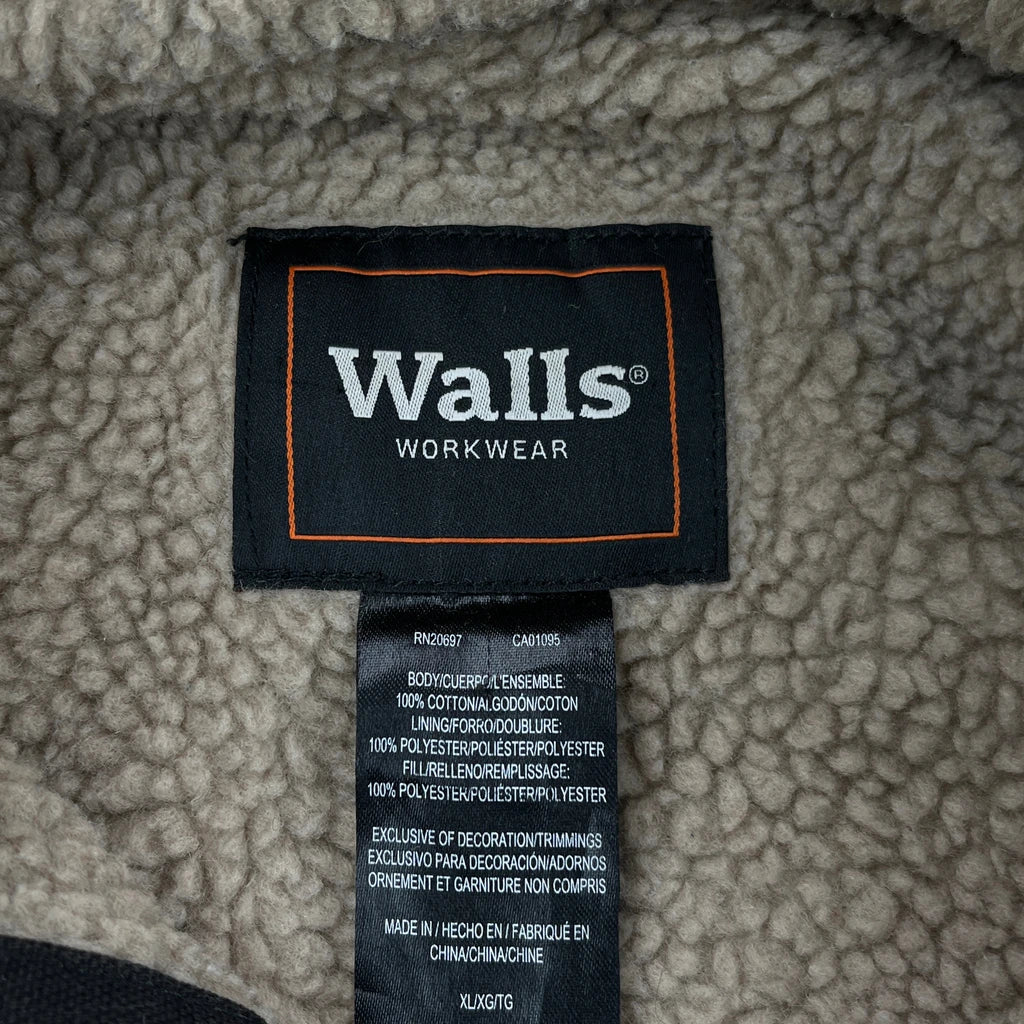 Walls®
WORKWEAR
RN20697 CA01095
BODY/CUERPO/L'ENSEMBLE:
100% COTTON/ALGODÓN/COTON
LINING/FORRO/DOUBLURE:
100% POLYESTER/POLIÉSTER/POLYESTER
FILL/RELLENO/REMPLISSAGE:
100% POLYESTER/POLIÉSTER/POLYESTER
EXCLUSIVE OF DECORATION/TRIMMINGS
EXCLUSIVO PARA DECORACIÓN/ADORNOS
ORNEMENT ET GARNITURE NON COMPRIS
MADE IN / HECHO EN / FABRIQUÉ EN
CHINA/CHINA/CHINE
XL/XG/TG